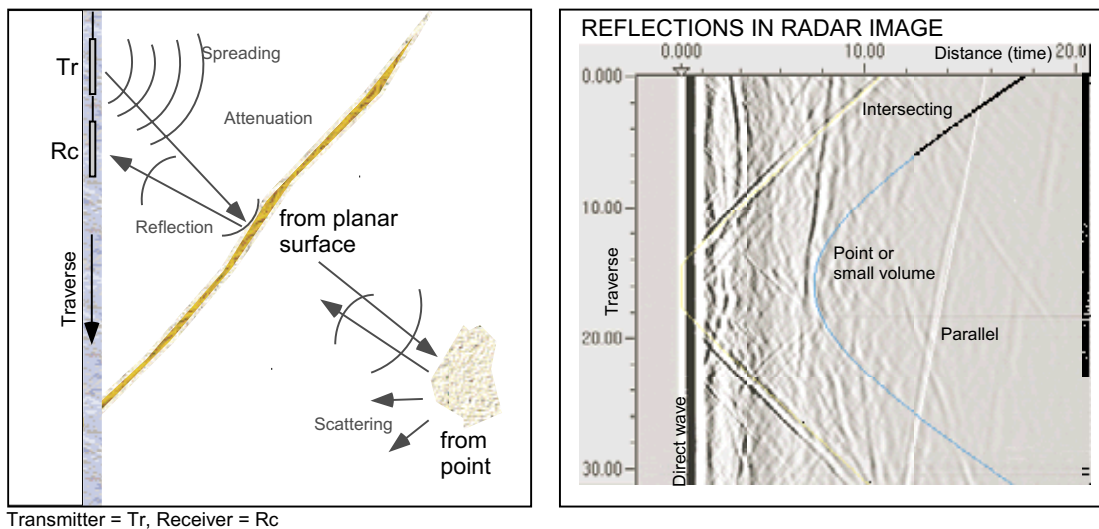 Tr
Rc
Traverse
Spreading
Attenuation
Reflection
from planar
surface
Scattering
from
point
Transmitter = Tr, Receiver = Rc
REFLECTIONS IN RADAR IMAGE
0.000 10.00 20.0
Distance (time)
0.000
10.00
20.00
30.00
Traverse
Direct wave
Intersecting
Point or
small volume
Parallel